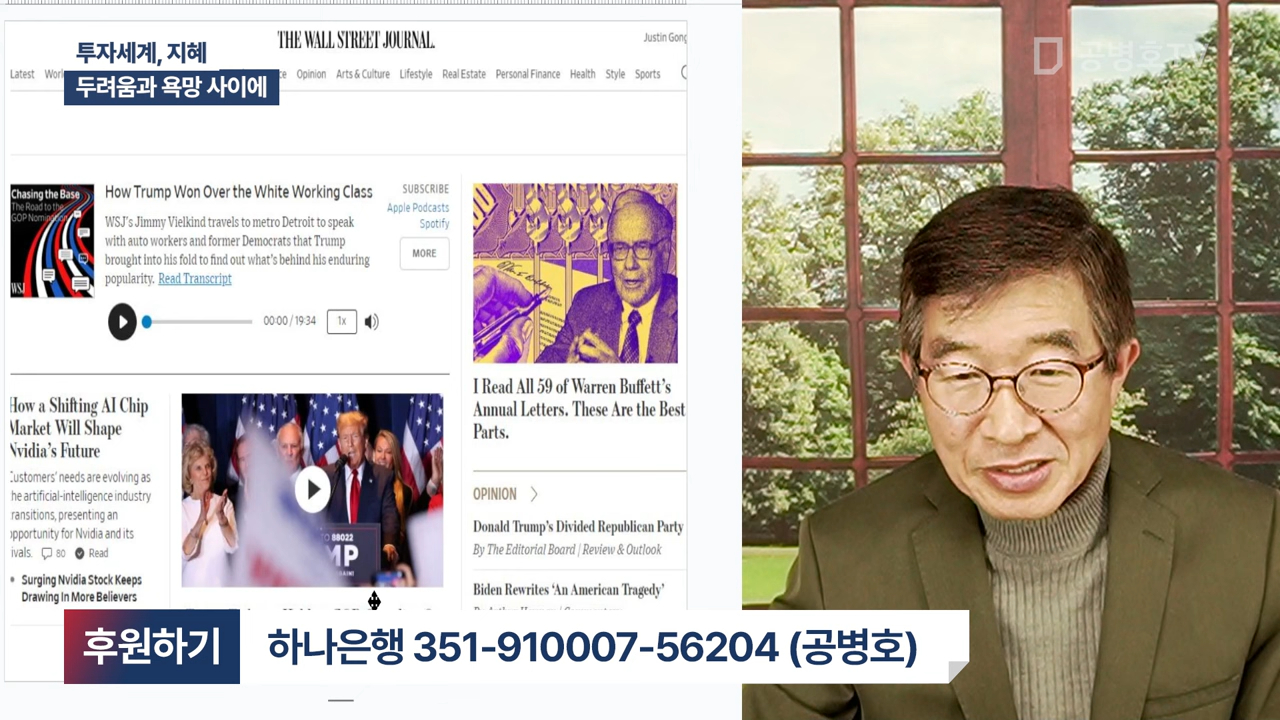 투자세계, 지혜
두려움과 욕망 사이에
THE WALL STREET JOURNAL.
Justin Gong
Latest
Opinion Arts & Culture Lifestyle Real Estate Personal Finance Health Style Sports
공병호TV
Chasing the Base
The Road to the
GOP Nomination
WSJ
How Trump Won Over the White Working Class
WSJ's Jimmy Vielkind travels to metro Detroit to speak
with auto workers and former Democrats that Trump
brought into his fold to find out what's behind his enduring
popularity. Read Transcript
00:00 / 19:34
1x
SUBSCRIBE
Apple Podcasts
Spotify
MORE
I Read All 59 of Warren Buffett's
Annual Letters. These Are the Best
Parts.
How a Shifting AI Chip
Market Will Shape
Nvidia's Future
Customers' needs are evolving as
the artificial-intelligence industry
transitions, presenting an
opportunity for Nvidia and its
rivals.
80
Read
Surging Nvidia Stock Keeps
Drawing In More Believers
88022
OPINION
Donald Trump's Divided Republican Party
By The Editorial Board | Review & Outlook
Biden Rewrites 'An American Tragedy'
후원하기
하나은행 351-910007-56204 (공병호)